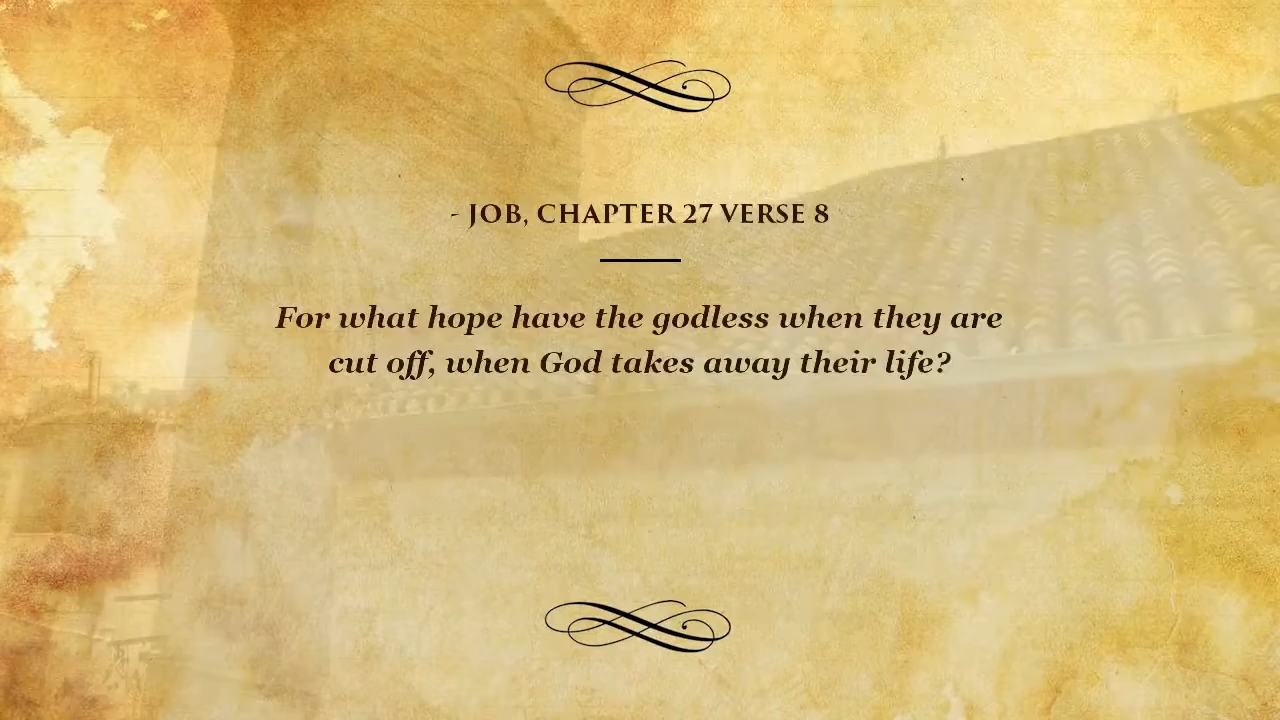 - JOB, CHAPTER 27 VERSE 8
For what hope have the godless when they are
cut off, when God takes away their life?